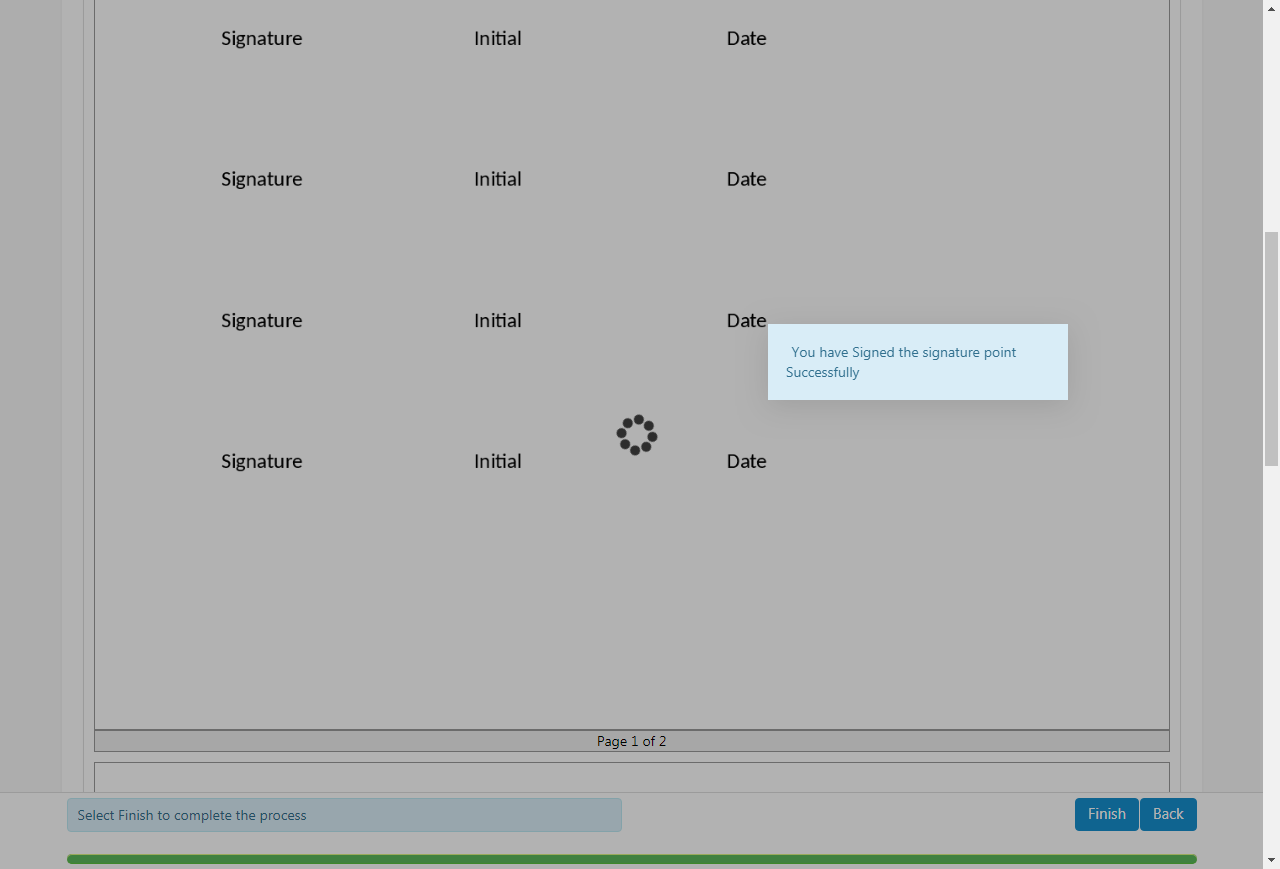 Signature Initial Date
Signature Initial Date
Signature Initial Date
You have Signed the signature point
Successfully
Signature Initial Date
Page 1 of 2
Select Finish to complete the process
Finish Back